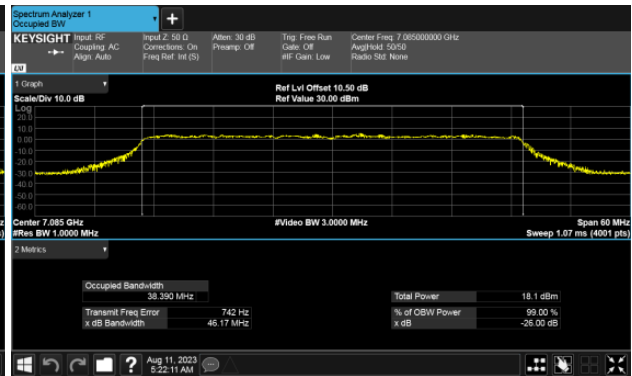 Spectrum Analyzer 1
Occupied BW
+
KEYSIGHT
Input: RF
Coupling: AC
Align: Auto
Input Z: 50 Ω
Corrections: On
Freq Ref: Int (S)
Atten: 30 dB
Preamp: Off
Trig: Free Run
Gate: Off
#IF Gain: Low
Center Freq: 7.085000000 GHz
Avg|Hold: 50/50
Radio Std: None
LXI
1 Graph
Scale/Div 10.0 dB
Ref Lvl Offset 10.50 dB
Ref Value 30.00 dBm
Log
20.0
10.0
0.00
-10.0
-20.0
-30.0
-40.0
-50.0
-60.0
Center 7.085 GHz
#Res BW 1.0000 MHz
#Video BW 3.0000 MHz
Span 60 MHz
Sweep 1.07 ms (4001 pts)
2 Metrics
Occupied Bandwidth
38.390 MHz
Transmit Freq Error 742 Hz
x dB Bandwidth 46.17 MHz
Total Power 18.1 dBm
% of OBW Power 99.00 %
x dB -26.00 dB
?
Aug 11, 2023
5:22:11 AM